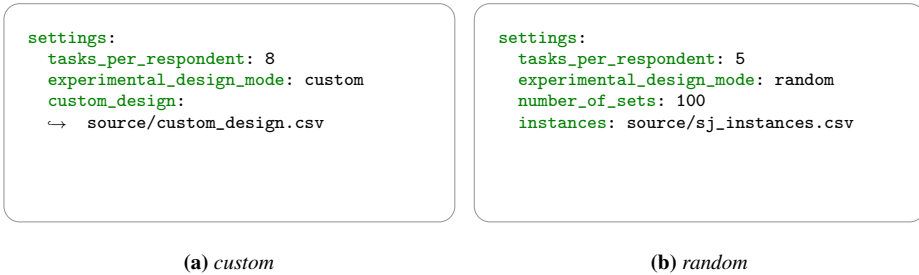 settings:
  tasks_per_respondent: 8
  experimental_design_mode: custom
  custom_design:
  ↪ source/custom_design.csv
(a) custom
settings:
  tasks_per_respondent: 5
  experimental_design_mode: random
  number_of_sets: 100
  instances: source/sj_instances.csv
(b) random